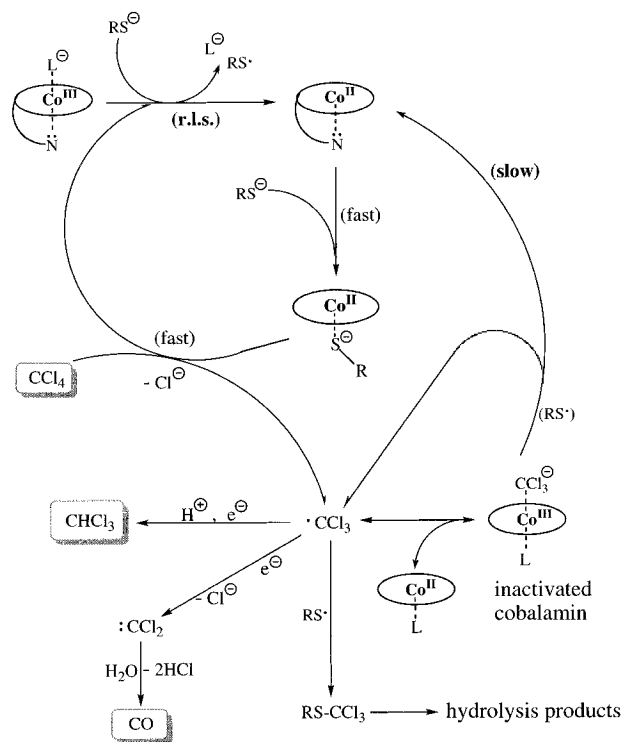 RS⊖ L⊖
L⊖ RS·
Co^III Co^II
(r.l.s.)
N̈ N̈
(slow)
RS⊖ (fast)
Co^II
(fast) S⊖
R
CCl₄ - Cl⊖
(RS·)
CCl₃⊖
CHCl₃ H⊕ , e⊖ ·CCl₃ Co^III
L
e⊖ Co^II inactivated
- Cl⊖ L cobalamin
:CCl₂ RS·
H₂O - 2HCl
CO RS-CCl₃ hydrolysis products